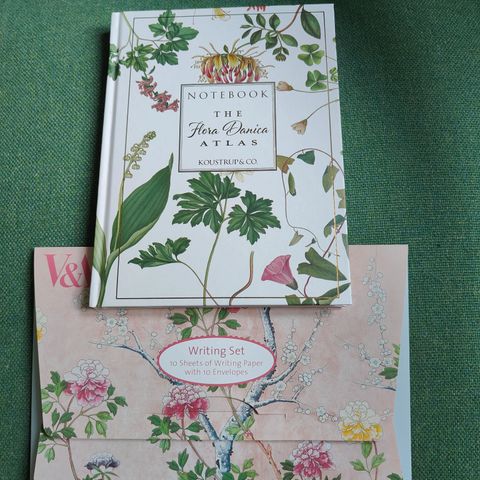 NOTEBOOK
THE
Flora Danica
ATLAS
KOUSTRUP & CO.
V&
Writing Set
10 Sheets of Writing Paper
with 10 Envelopes